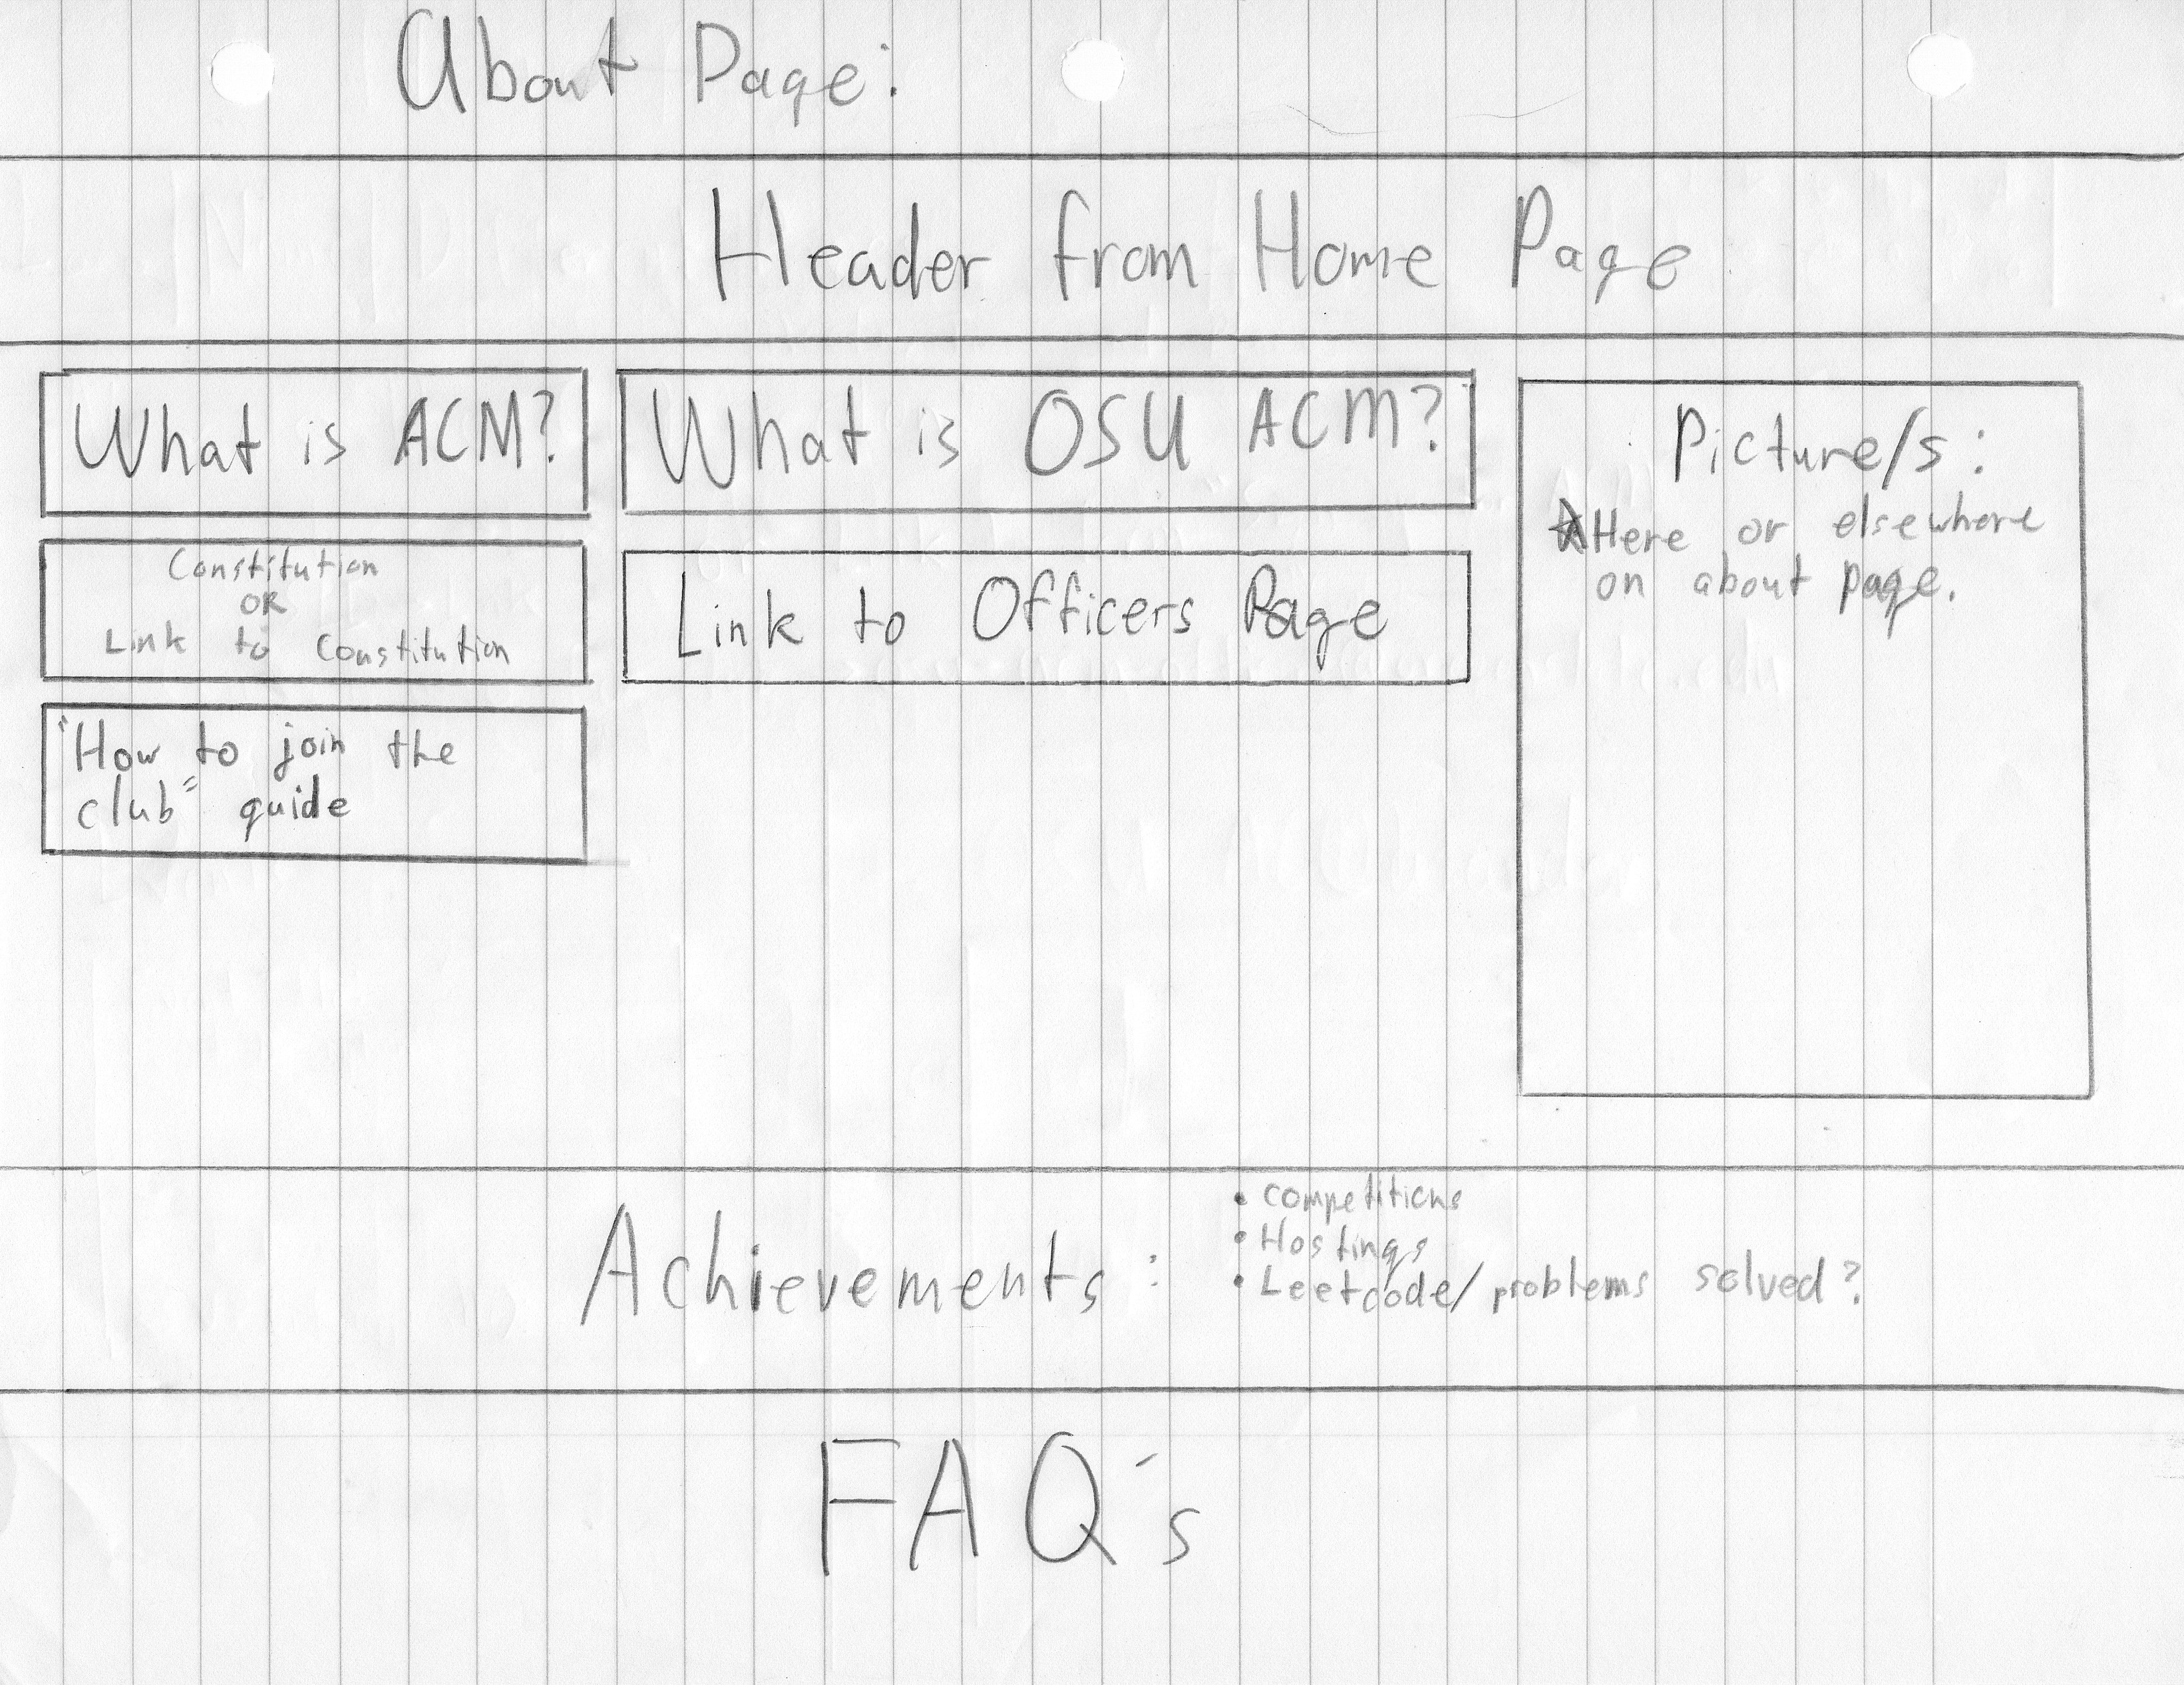 About Page:
Header from Home Page
What is ACM?
What is OSU ACM?
Picture/s:
Here or elsewhere
on about page.
Constitution
OR
Link to Constitution
Link to Officers Page
"How to join the
club" guide
Achievements:
• competitions
• Hostings
• Leetcode/problems solved?
FAQ's